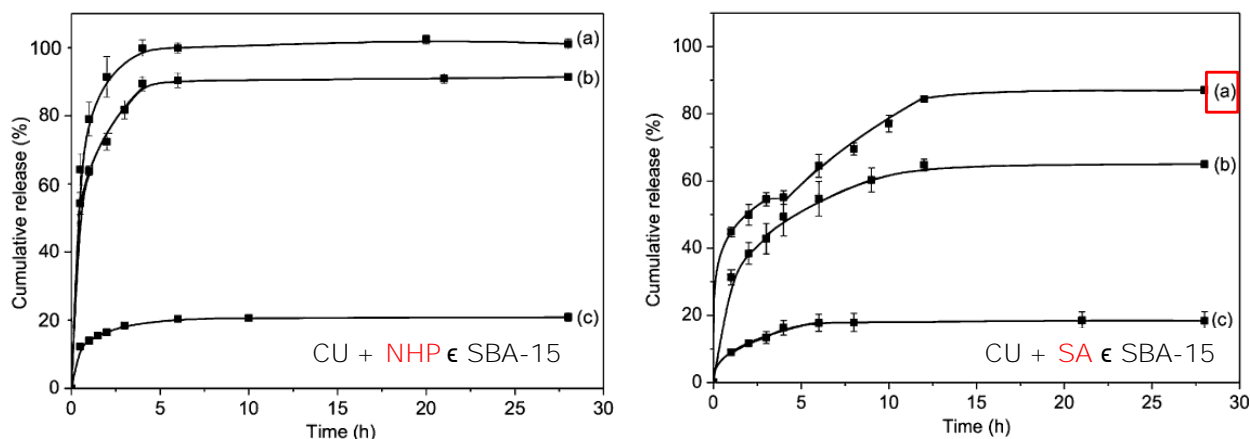 100
80
60
40
20
0
Cumulative release (%)
(a)
(b)
(c)
CU + NHP ϵ SBA-15
0 5 10 15 20 25 30
Time (h)
100
80
60
40
20
0
Cumulative release (%)
(a)
(b)
(c)
CU + SA ϵ SBA-15
0 5 10 15 20 25 30
Time (h)